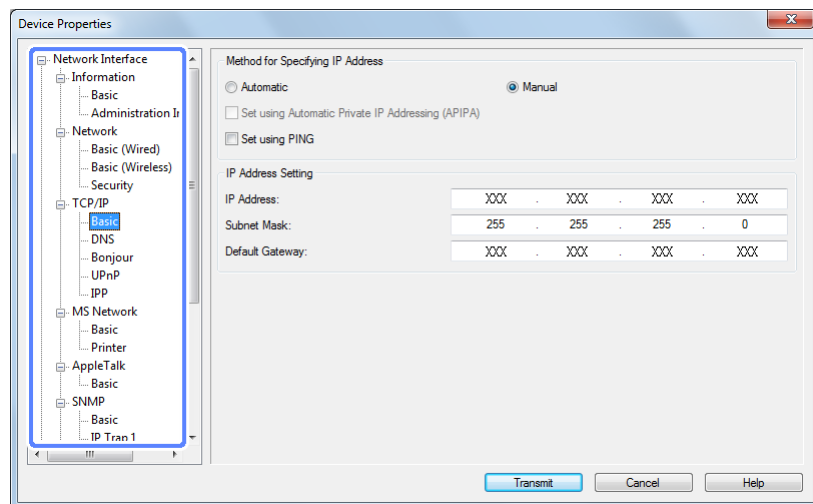 Device Properties
Network Interface
Information
Basic
Administration Ir
Network
Basic (Wired)
Basic (Wireless)
Security
TCP/IP
Basic
DNS
Bonjour
UPnP
IPP
MS Network
Basic
Printer
AppleTalk
Basic
SNMP
Basic
IP Trap 1
Method for Specifying IP Address
Automatic Manual
Set using Automatic Private IP Addressing (APIPA)
Set using PING
IP Address Setting
IP Address: XXX . XXX . XXX . XXX
Subnet Mask: 255 . 255 . 255 . 0
Default Gateway: XXX . XXX . XXX . XXX
Transmit Cancel Help